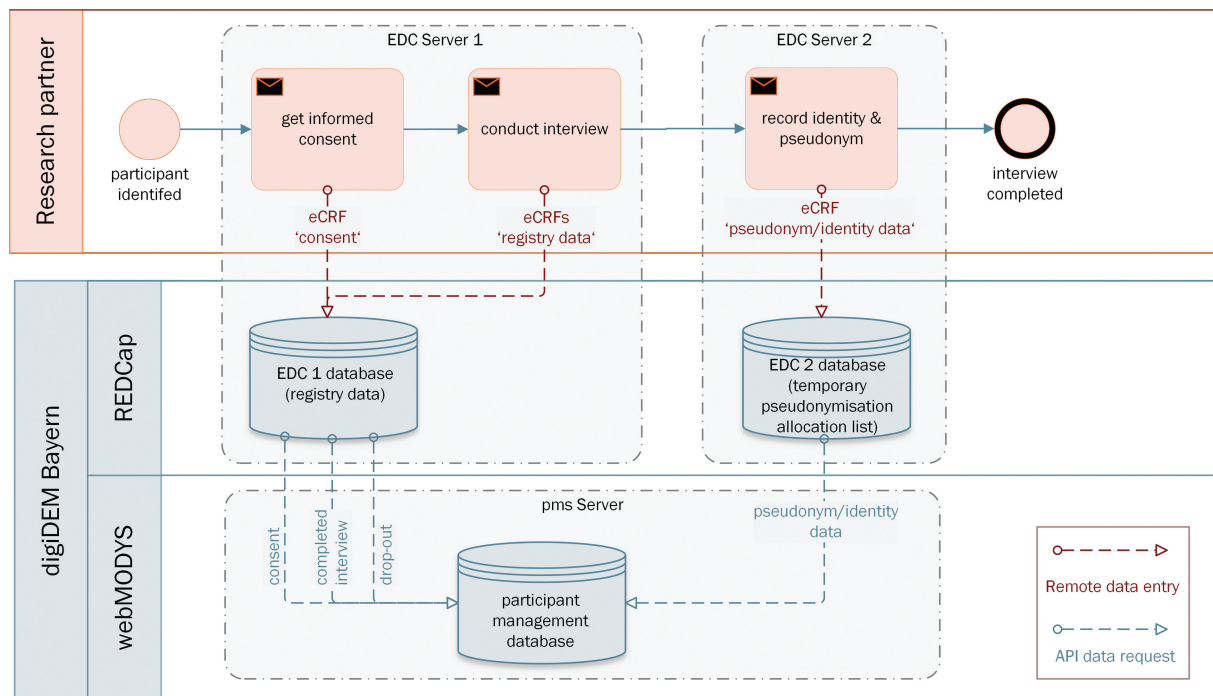 Research partner
EDC Server 1
EDC Server 2
participant
identifed
get informed
consent
conduct interview
record identity &
pseudonym
interview
completed
eCRF
‘consent‘
eCRFs
‘registry data‘
eCRF
‘pseudonym/identity data‘
digiDEM Bayern
REDCap
EDC 1 database
(registry data)
EDC 2 database
(temporary
pseudonymisation
allocation list)
webMODYS
pms Server
consent
completed
interview
drop-out
pseudonym/identity
data
participant
management
database
Remote data entry
API data request